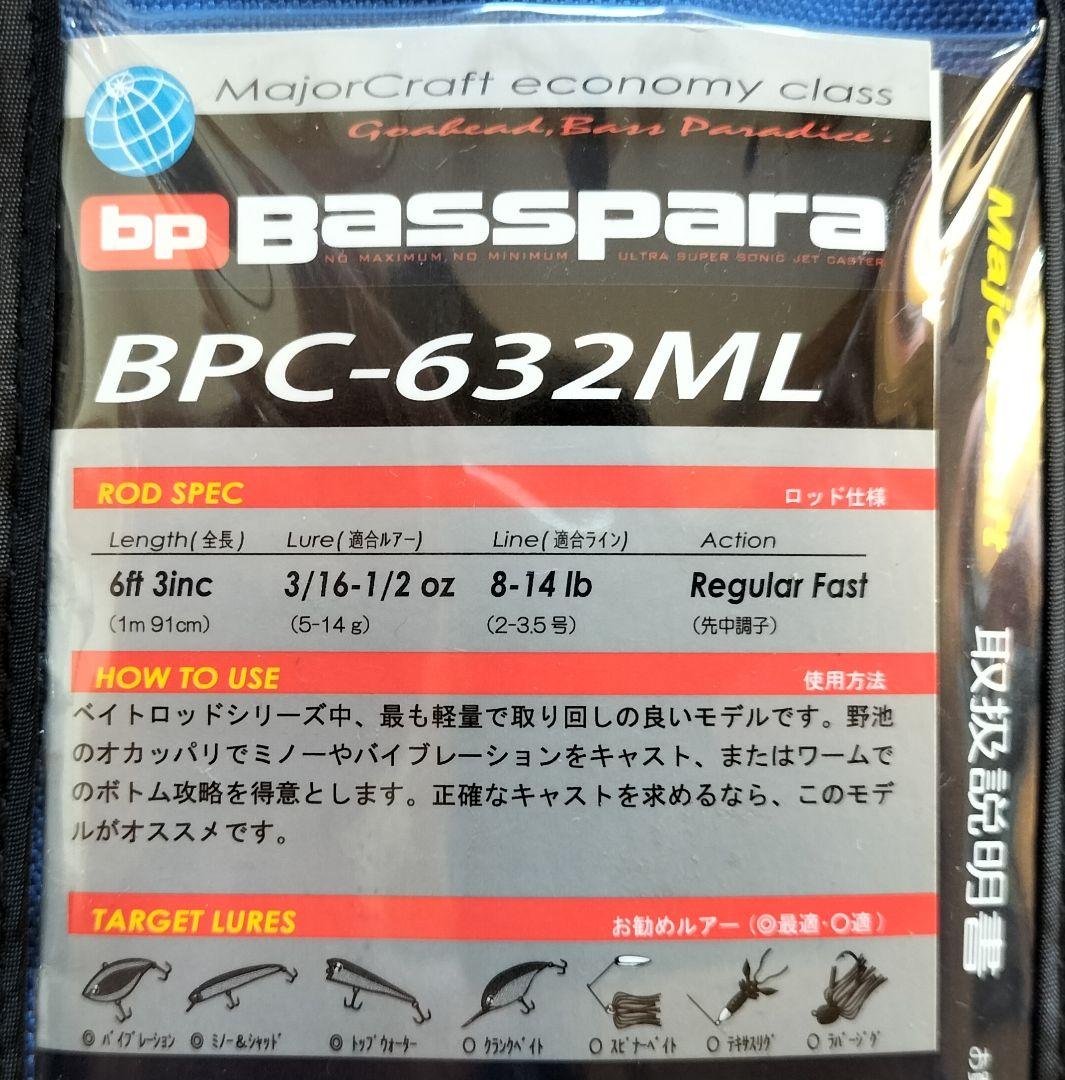 MajorCraft economy class
Goahead, Bass Paradice.
bp Basspara
NO MAXIMUM, NO MINIMUM ULTRA SUPER SONIC JET CASTER
BPC-632ML
ROD SPEC ロッド仕様
Length(全長) Lure(適合ルアー) Line(適合ライン) Action
6ft 3inc 3/16-1/2 oz 8-14 lb Regular Fast
(1m 91cm) (5-14g) (2-3.5号) (先中調子)
HOW TO USE 使用方法
ベイトロッドシリーズ中、最も軽量で取り回しの良いモデルです。野池
のオカッパリでミノーやバイブレーションをキャスト、またはワームで
のボトム攻略を得意とします。正確なキャストを求めるなら、このモデ
ルがオススメです。
TARGET LURES お勧めルアー(◎最適・〇適)
◎ バイブレーション ◎ ミノー&シャッド ◎ トップウォーター 〇 クランクベイト 〇 スピナーベイト 〇 テキサスリグ 〇 ラバージグ
取扱説明書